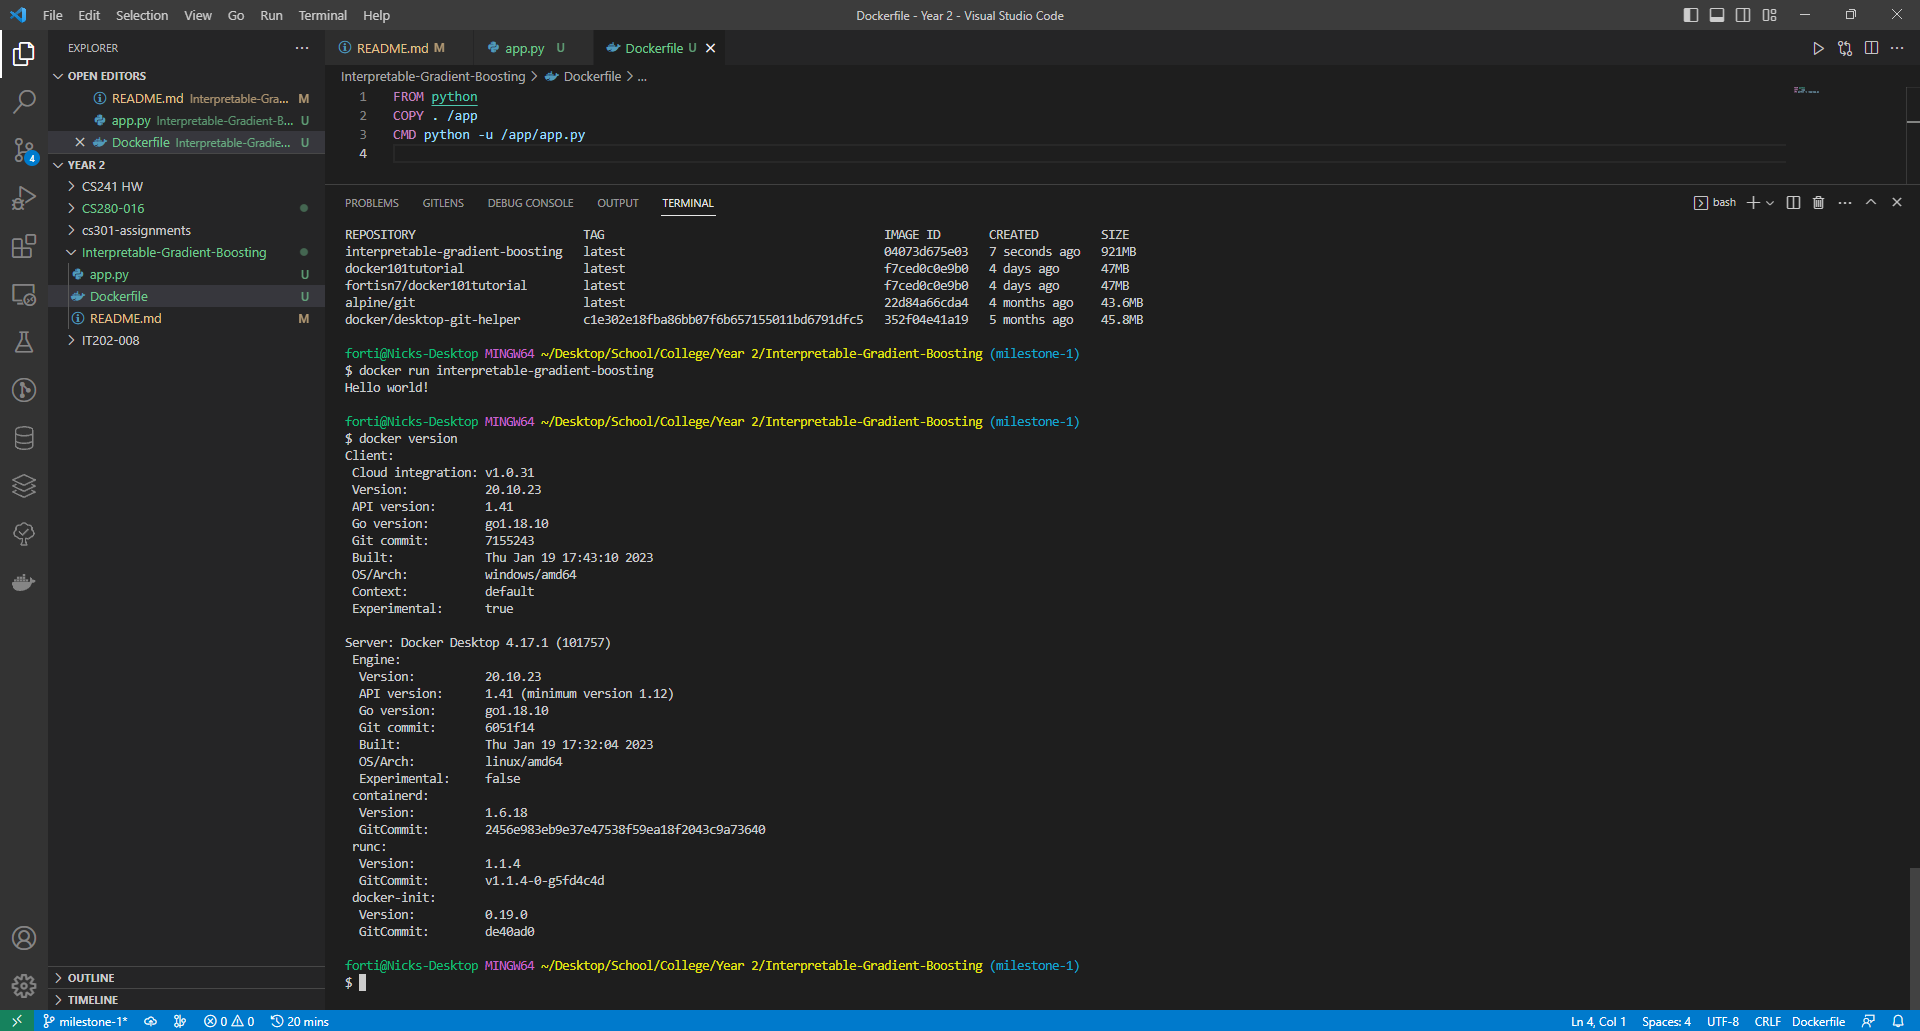 File Edit Selection View Go Run Terminal Help
Dockerfile - Year 2 - Visual Studio Code
EXPLORER
OPEN EDITORS
README.md Interpretable-Gra... M
app.py Interpretable-Gradient-B... U
Dockerfile Interpretable-Gradie... U
YEAR 2
CS241 HW
CS280-016
cs301-assignments
Interpretable-Gradient-Boosting
app.py U
Dockerfile U
README.md M
IT202-008
OUTLINE
TIMELINE
4
README.md M app.py U Dockerfile U
Interpretable-Gradient-Boosting > Dockerfile > ...
1 FROM python
2 COPY . /app
3 CMD python -u /app/app.py
4
PROBLEMS GITLENS DEBUG CONSOLE OUTPUT TERMINAL
bash
REPOSITORY TAG IMAGE ID CREATED SIZE
interpretable-gradient-boosting latest 04073d675e03 7 seconds ago 921MB
docker101tutorial latest f7ced0c0e9b0 4 days ago 47MB
fortisn7/docker101tutorial latest f7ced0c0e9b0 4 days ago 47MB
alpine/git latest 22d84a66cda4 4 months ago 43.6MB
docker/desktop-git-helper c1e302e18fba86bb07f6b657155011bd6791dfc5 352f04e41a19 5 months ago 45.8MB
forti@Nicks-Desktop MINGW64 ~/Desktop/School/College/Year 2/Interpretable-Gradient-Boosting (milestone-1)
$ docker run interpretable-gradient-boosting
Hello world!
forti@Nicks-Desktop MINGW64 ~/Desktop/School/College/Year 2/Interpretable-Gradient-Boosting (milestone-1)
$ docker version
Client:
Cloud integration: v1.0.31
Version: 20.10.23
API version: 1.41
Go version: go1.18.10
Git commit: 7155243
Built: Thu Jan 19 17:43:10 2023
OS/Arch: windows/amd64
Context: default
Experimental: true
Server: Docker Desktop 4.17.1 (101757)
Engine:
Version: 20.10.23
API version: 1.41 (minimum version 1.12)
Go version: go1.18.10
Git commit: 6051f14
Built: Thu Jan 19 17:32:04 2023
OS/Arch: linux/amd64
Experimental: false
containerd:
Version: 1.6.18
GitCommit: 2456e983eb9e37e47538f59ea18f2043c9a73640
runc:
Version: 1.1.4
GitCommit: v1.1.4-0-g5fd4c4d
docker-init:
Version: 0.19.0
GitCommit: de40ad0
forti@Nicks-Desktop MINGW64 ~/Desktop/School/College/Year 2/Interpretable-Gradient-Boosting (milestone-1)
$
milestone-1* 0 0 20 mins
Ln 4, Col 1 Spaces: 4 UTF-8 CRLF Dockerfile